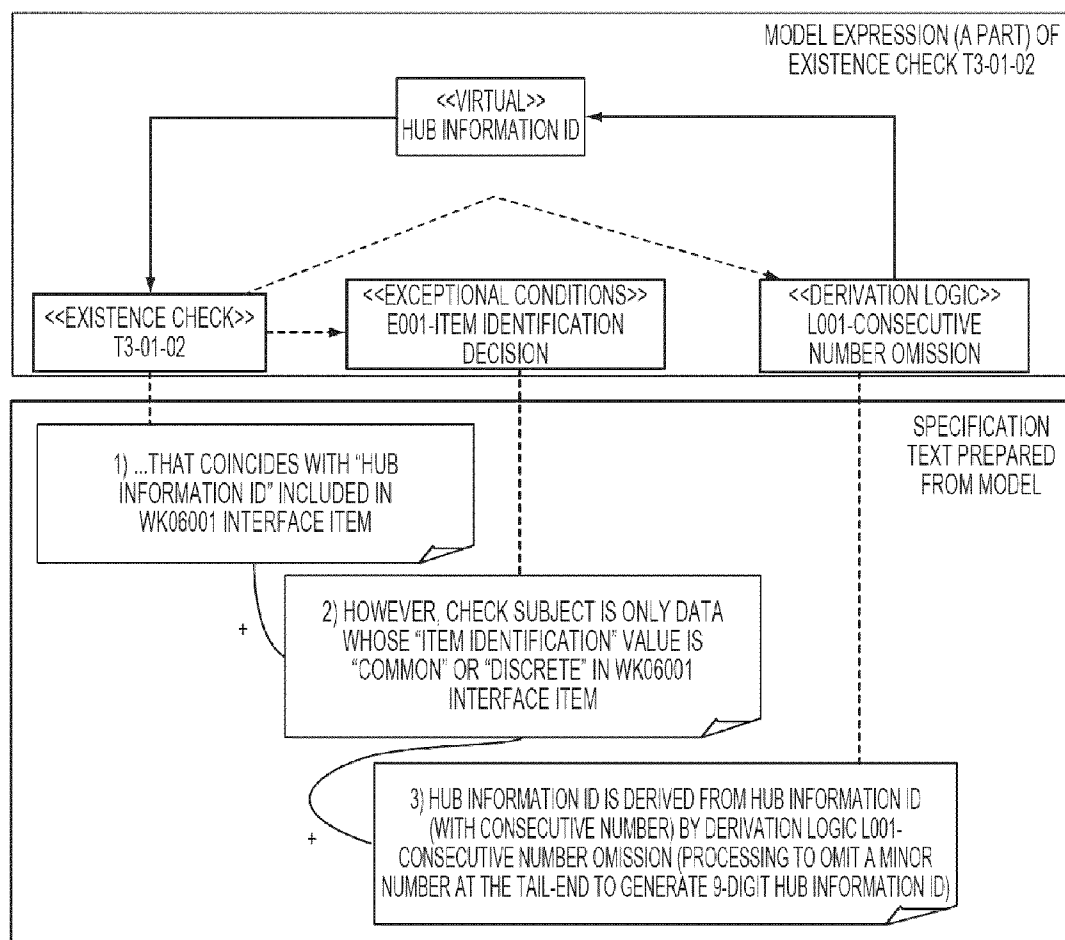 MODEL EXPRESSION (A PART) OF
EXISTENCE CHECK T3-01-02
<<VIRTUAL>>
HUB INFORMATION ID
<<EXISTENCE CHECK>>
T3-01-02
<<EXCEPTIONAL CONDITIONS>>
E001-ITEM IDENTIFICATION
DECISION
<<DERIVATION LOGIC>>
L001-CONSECUTIVE
NUMBER OMISSION
SPECIFICATION
TEXT PREPARED
FROM MODEL
1) ...THAT COINCIDES WITH "HUB
INFORMATION ID" INCLUDED IN
WK06001 INTERFACE ITEM
+
2) HOWEVER, CHECK SUBJECT IS ONLY DATA
WHOSE "ITEM IDENTIFICATION" VALUE IS
"COMMON" OR "DISCRETE" IN WK06001
INTERFACE ITEM
+
3) HUB INFORMATION ID IS DERIVED FROM HUB INFORMATION ID
(WITH CONSECUTIVE NUMBER) BY DERIVATION LOGIC L001-
CONSECUTIVE NUMBER OMISSION (PROCESSING TO OMIT A MINOR
NUMBER AT THE TAIL-END TO GENERATE 9-DIGIT HUB INFORMATION ID)